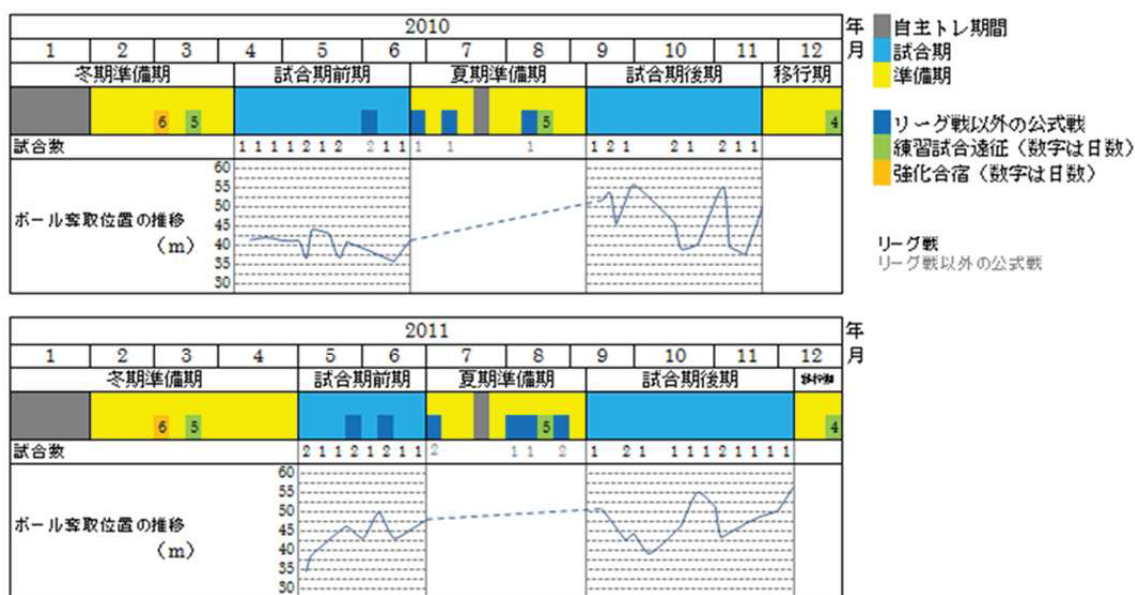 2010 年
1 2 3 4 5 6 7 8 9 10 11 12 月
冬期準備期 試合期前期 夏期準備期 試合期後期 移行期
6 5 5 4
試合数 1 1 1 1 2 1 2 2 1 1 1 1 1 2 1 2 1 2 1 1
60
55
50
45
40
35
30
ボール奪取位置の推移
（m）
自主トレ期間
試合期
準備期
リーグ戦以外の公式戦
練習試合遠征（数字は日数）
強化合宿（数字は日数）
リーグ戦
リーグ戦以外の公式戦
2011 年
1 2 3 4 5 6 7 8 9 10 11 12 月
冬期準備期 試合期前期 夏期準備期 試合期後期 移行期
6 5 5 4
試合数 2 1 1 2 1 2 1 1 2 1 1 2 1 2 1 1 1 1 2 1 1 1 1
60
55
50
45
40
35
30
ボール奪取位置の推移
（m）